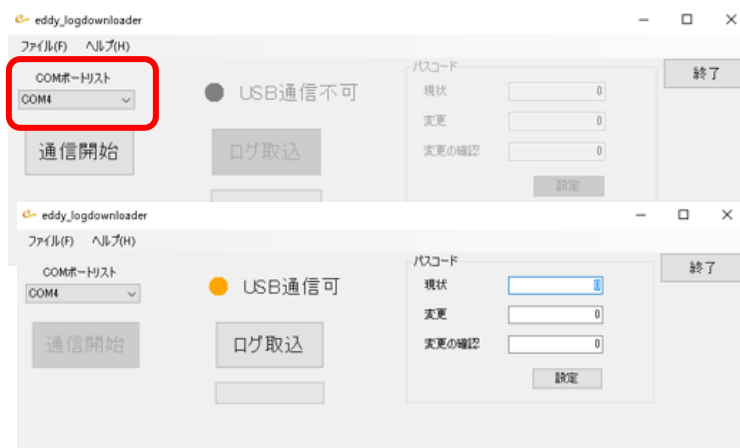 eddy_logdownloader
ファイル(F) ヘルプ(H)
COMポートリスト
COM4
通信開始
USB通信不可
ログ取込
パスコード
現状 0
変更 0
変更の確認 0
設定
終了
eddy_logdownloader
ファイル(F) ヘルプ(H)
COMポートリスト
COM4
通信開始
USB通信可
ログ取込
パスコード
現状 0
変更 0
変更の確認 0
設定
終了